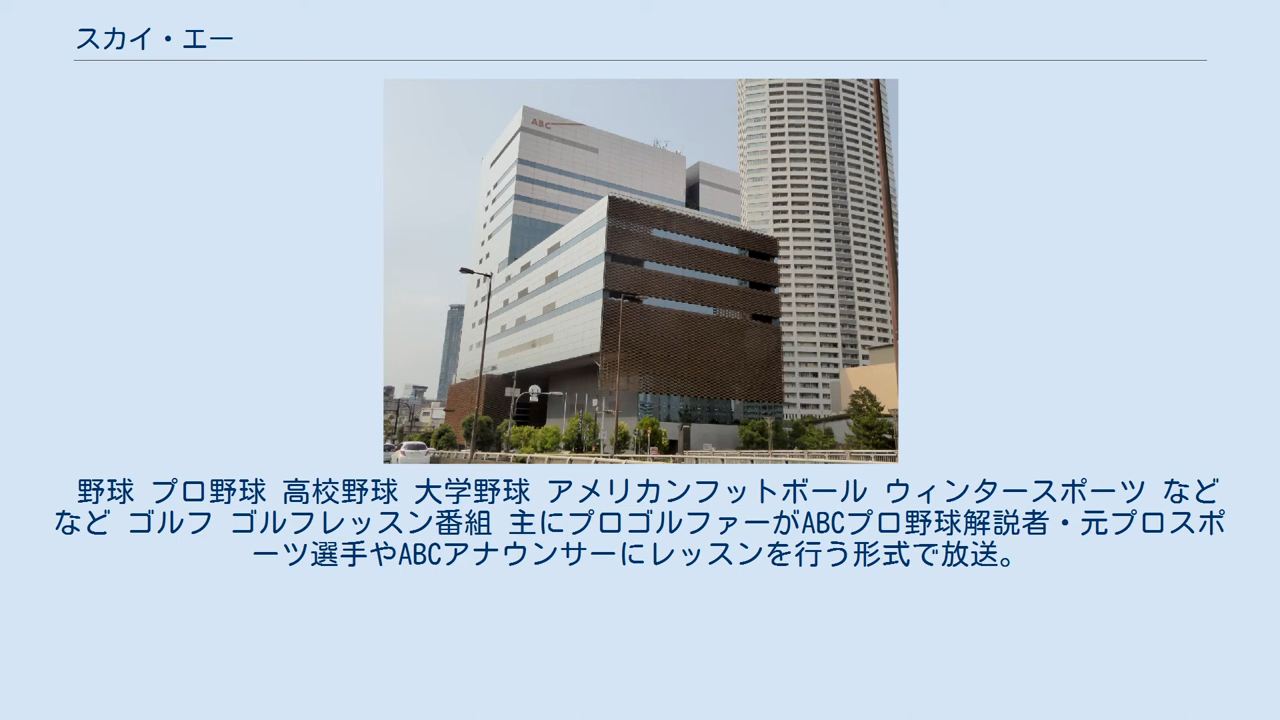 スカイ・エー
ABC
野球 プロ野球 高校野球 大学野球 アメリカンフットボール ウィンタースポーツ など
など ゴルフ ゴルフレッスン番組 主にプロゴルファーがABCプロ野球解説者・元プロスポ
ーツ選手やABCアナウンサーにレッスンを行う形式で放送。